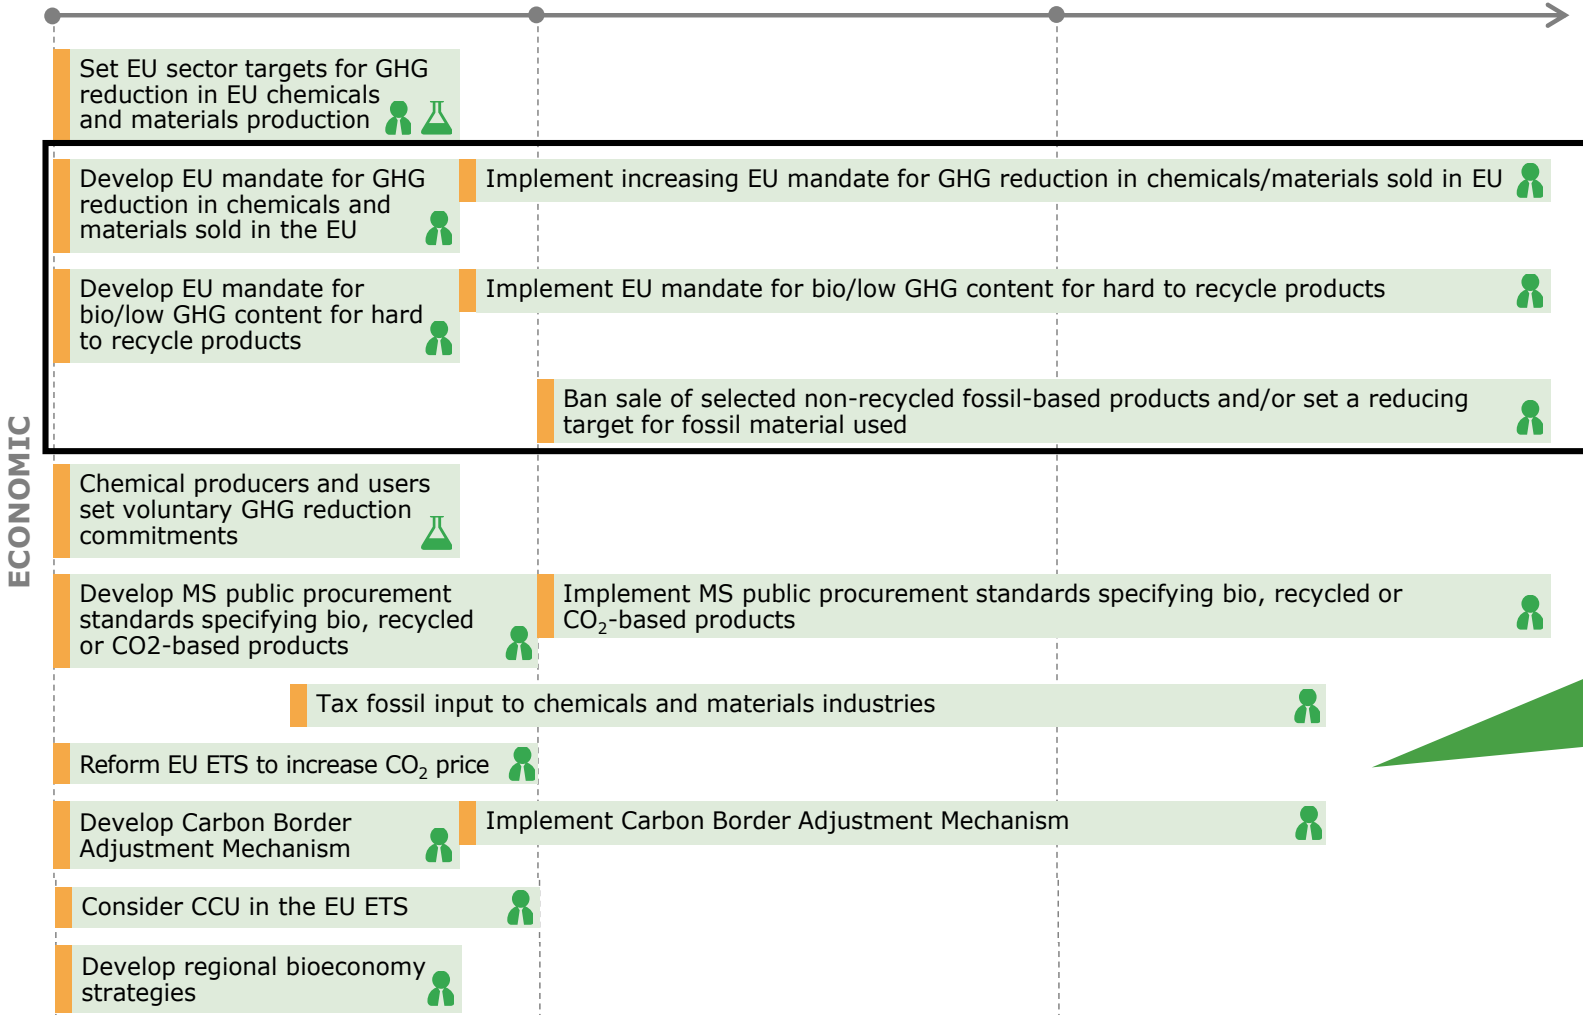 ECONOMIC
Set EU sector targets for GHG
reduction in EU chemicals
and materials production
Develop EU mandate for GHG
reduction in chemicals and
materials sold in the EU
Implement increasing EU mandate for GHG reduction in chemicals/materials sold in EU
Develop EU mandate for
bio/low GHG content for hard
to recycle products
Implement EU mandate for bio/low GHG content for hard to recycle products
Ban sale of selected non-recycled fossil-based products and/or set a reducing
target for fossil material used
Chemical producers and users
set voluntary GHG reduction
commitments
Develop MS public procurement
standards specifying bio, recycled
or CO2-based products
Implement MS public procurement standards specifying bio, recycled or
CO₂-based products
Tax fossil input to chemicals and materials industries
Reform EU ETS to increase CO₂ price
Develop Carbon Border
Adjustment Mechanism
Implement Carbon Border Adjustment Mechanism
Consider CCU in the EU ETS
Develop regional bioeconomy
strategies